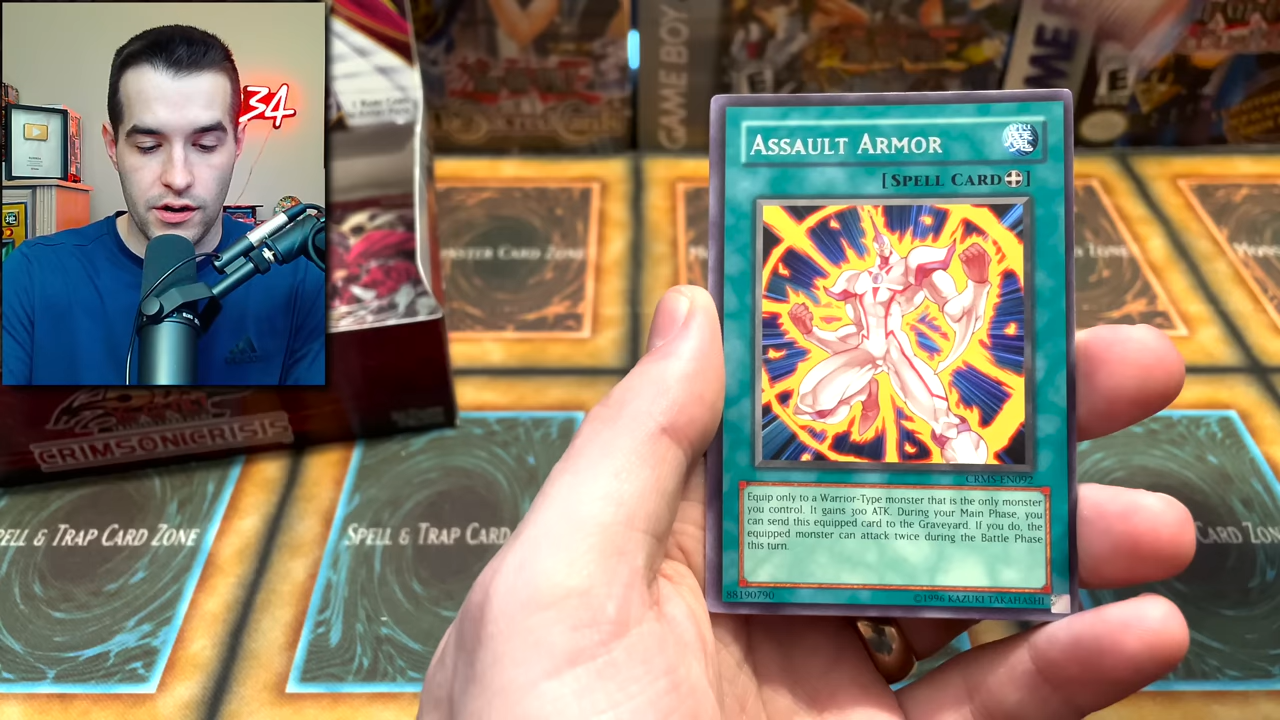 34
GAME BOY
GAME
E
E
MONSTER CARD ZONE
ASSAULT ARMOR
[SPELL CARD]
CRMS-EN092
Equip only to a Warrior-Type monster that is the only monster
you control. It gains 300 ATK. During your Main Phase, you
can send this equipped card to the Graveyard. If you do, the
equipped monster can attack twice during the Battle Phase
this turn.
88190790
©1996 KAZUKI TAKAHASHI
CRIMSON CRISIS
SPELL & TRAP CARD ZONE
SPELL & TRAP CARD
CARD ZON